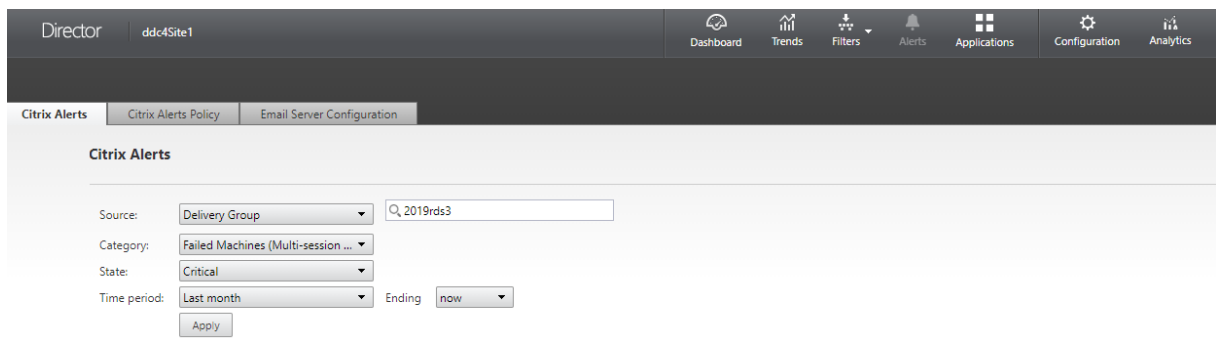 Director ddc4Site1 Dashboard Trends Filters Alerts Applications Configuration Analytics
Citrix Alerts Citrix Alerts Policy Email Server Configuration
Citrix Alerts
Source: Delivery Group 2019rds3
Category: Failed Machines (Multi-session ...
State: Critical
Time period: Last month Ending now
Apply